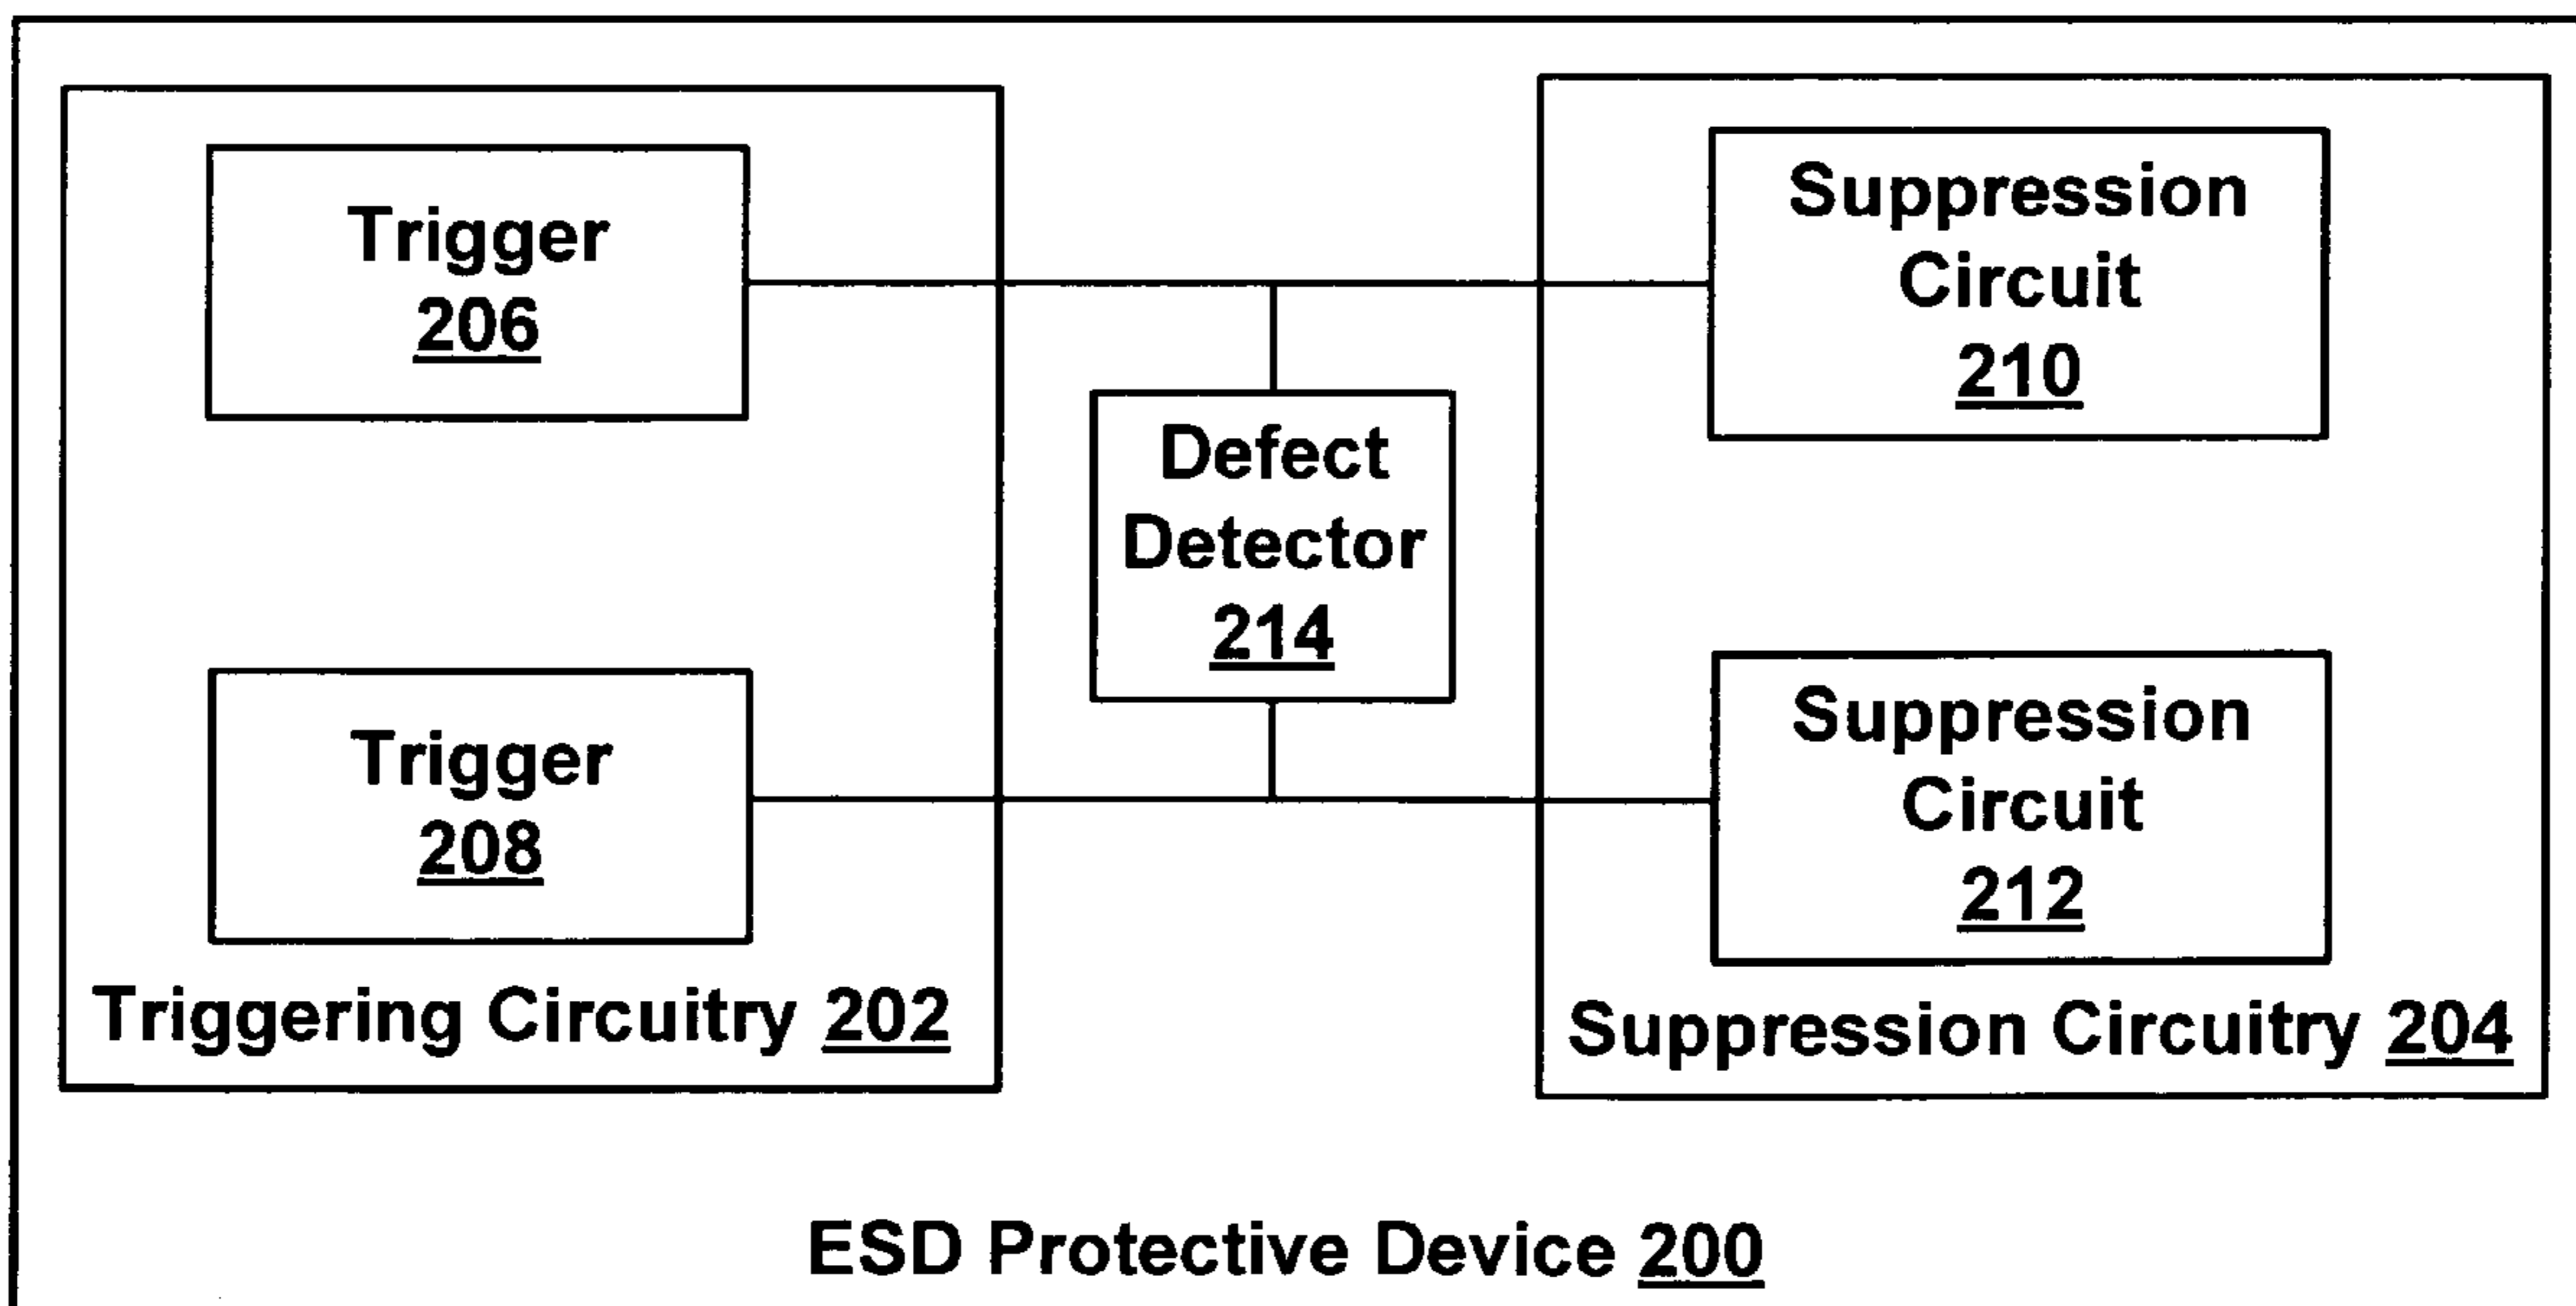 Trigger
206
Suppression
Circuit
210
Defect
Detector
214
Trigger
208
Suppression
Circuit
212
Triggering Circuitry 202
Suppression Circuitry 204
ESD Protective Device 200